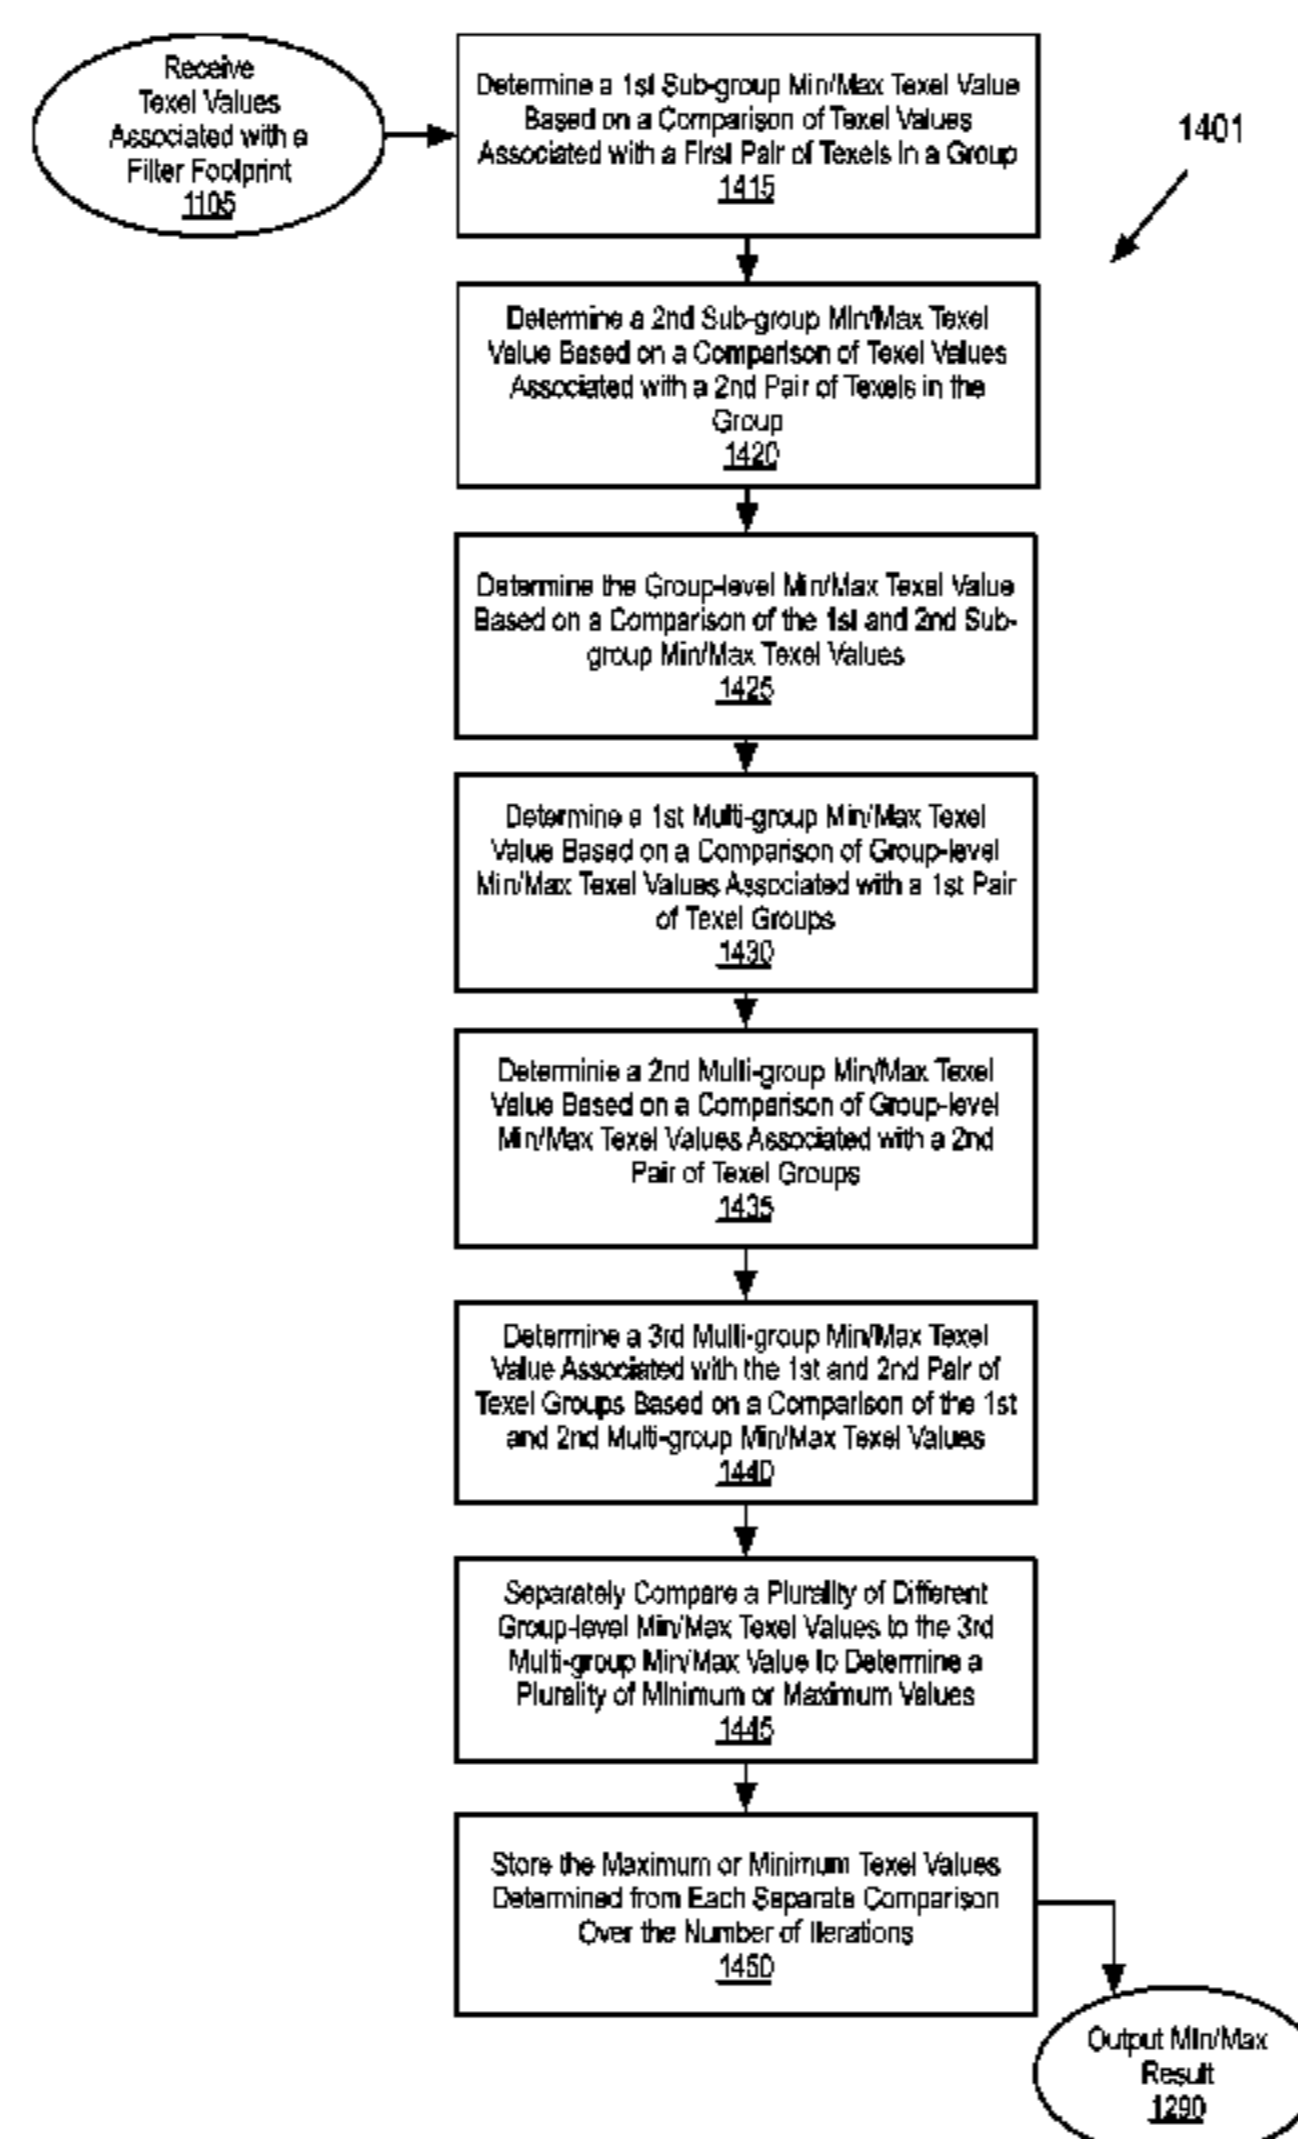 Receive
Texel Values
Associated with a
Filter Footprint
1105
Determine a 1st Sub-group Min/Max Texel Value
Based on a Comparison of Texel Values
Associated with a First Pair of Texels in a Group
1415
1401
Determine a 2nd Sub-group Min/Max Texel
Value Based on a Comparison of Texel Values
Associated with a 2nd Pair of Texels in the
Group
1420
Determine the Group-level Min/Max Texel Value
Based on a Comparison of the 1st and 2nd Sub-
group Min/Max Texel Values
1425
Determine a 1st Multi-group Min/Max Texel
Value Based on a Comparison of Group-level
Min/Max Texel Values Associated with a 1st Pair
of Texel Groups
1430
Determinie a 2nd Multi-group Min/Max Texel
Value Based on a Comparison of Group-level
Min/Max Texel Values Associated with a 2nd
Pair of Texel Groups
1435
Determine a 3rd Multi-group Min/Max Texel
Value Associated with the 1st and 2nd Pair of
Texel Groups Based on a Comparison of the 1st
and 2nd Multi-group Min/Max Texel Values
1440
Separately Compare a Plurality of Different
Group-level Min/Max Texel Values to the 3rd
Multi-group Min/Max Value to Determine a
Plurality of Minimum or Maximum Values
1445
Store the Maximum or Minimum Texel Values
Determined from Each Separate Comparison
Over the Number of Iterations
1450
Output Min/Max
Result
1290